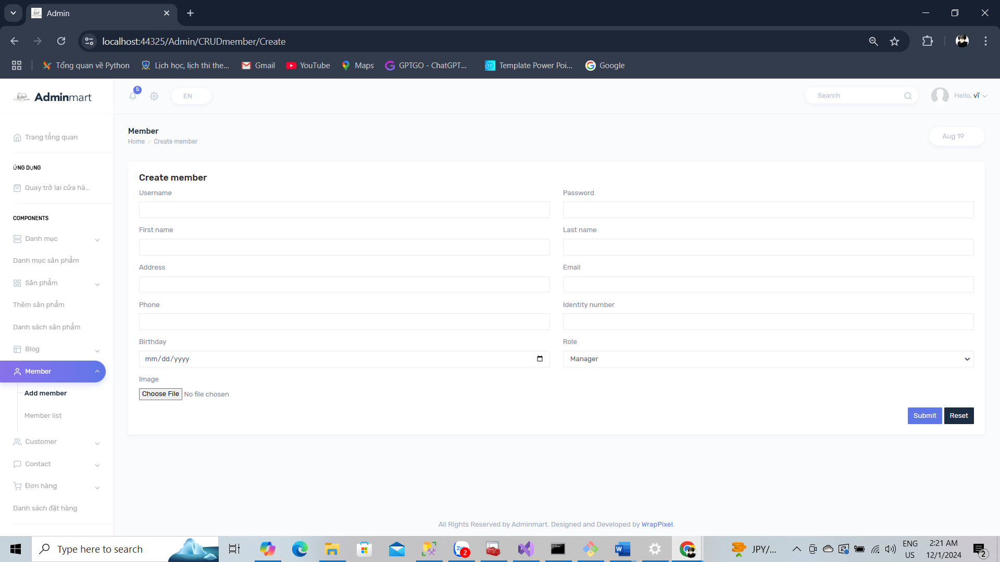 Admin
localhost:44325/Admin/CRUDmember/Create
Tổng quan về Python
Lịch học, lịch thi the...
Gmail
YouTube
Maps
GPTGO - ChatGPT...
Template Power Poi...
Google
Adminmart
5
EN
Search
Hello, vĩ
Trang tổng quan
ỨNG DỤNG
Quay trở lại cửa hà...
COMPONENTS
Danh mục
Danh mục sản phẩm
Sản phẩm
Thêm sản phẩm
Danh sách sản phẩm
Blog
Member
Add member
Member list
Customer
Contact
Đơn hàng
Danh sách đặt hàng
Member
Home / Create member
Aug 19
Create member
Username
Password
First name
Last name
Address
Email
Phone
Identity number
Birthday
Role
mm/dd/yyyy
Manager
Image
Choose File No file chosen
Submit
Reset
All Rights Reserved by Adminmart. Designed and Developed by WrapPixel.
Type here to search
2
JPY/...
ENG
US
2:21 AM
12/1/2024
2